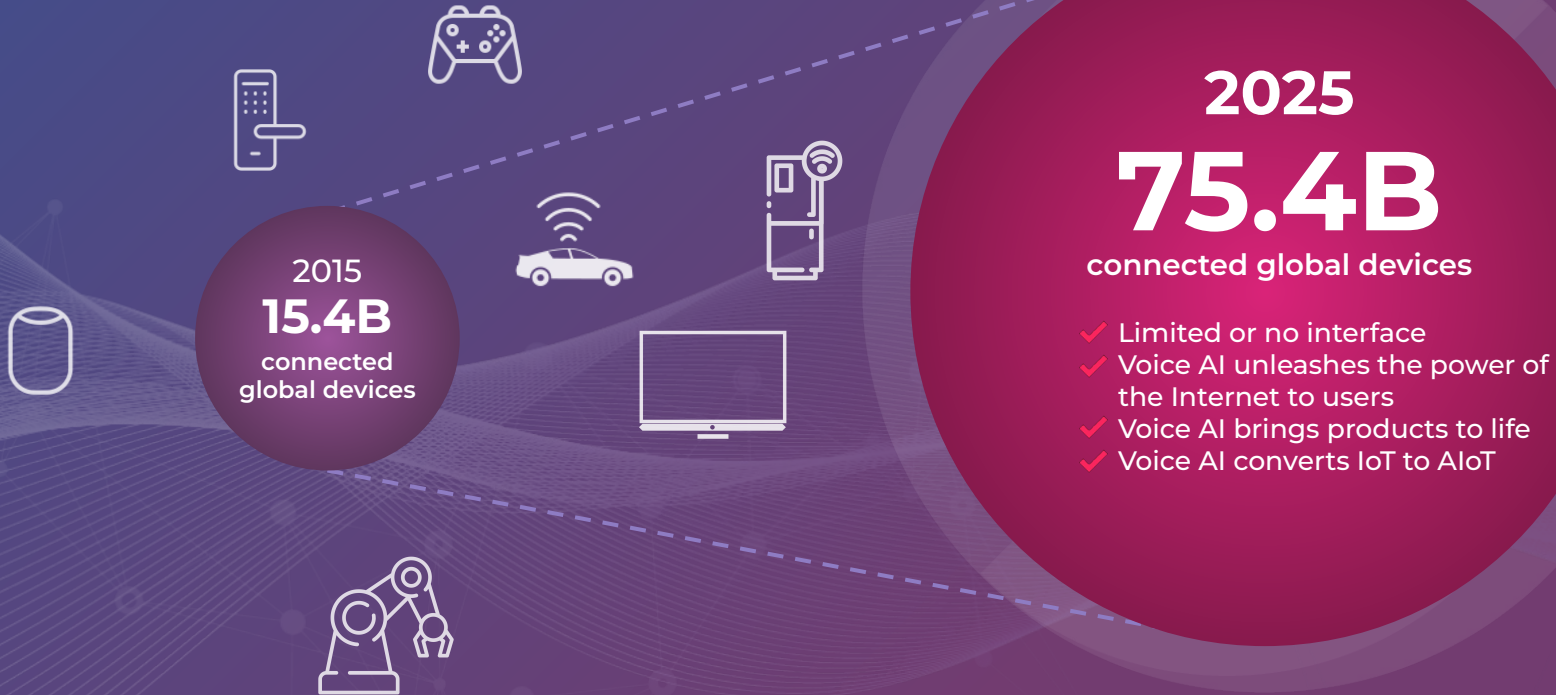 2015
15.4B
connected
global devices
2025
75.4B
connected global devices
Limited or no interface
Voice AI unleashes the power of
the Internet to users
Voice AI brings products to life
Voice AI converts IoT to AIoT